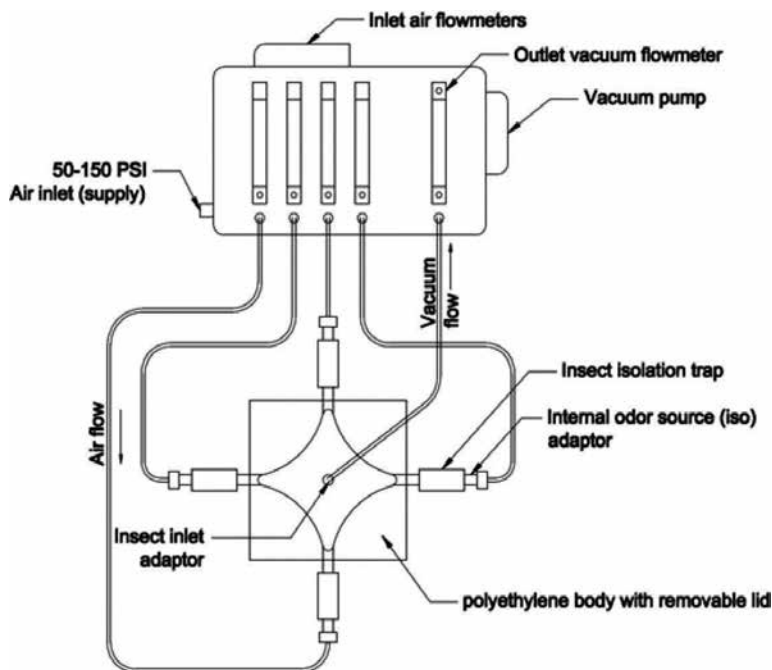 Inlet air flowmeters
Outlet vacuum flowmeter
Vacuum pump
50-150 PSI
Air inlet (supply)
Vacuum
flow
Insect isolation trap
Internal odor source (iso)
adaptor
Air flow
Insect inlet
adaptor
polyethylene body with removable lid